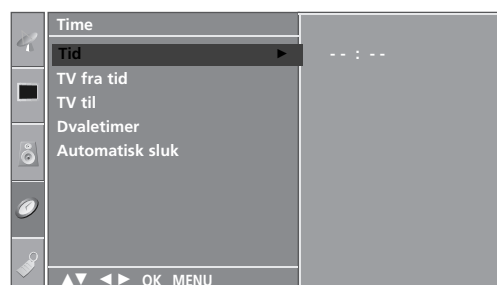 Time
Tid ► -- : --
TV fra tid
TV til
Dvaletimer
Automatisk sluk
▲▼ ◄► OK MENU